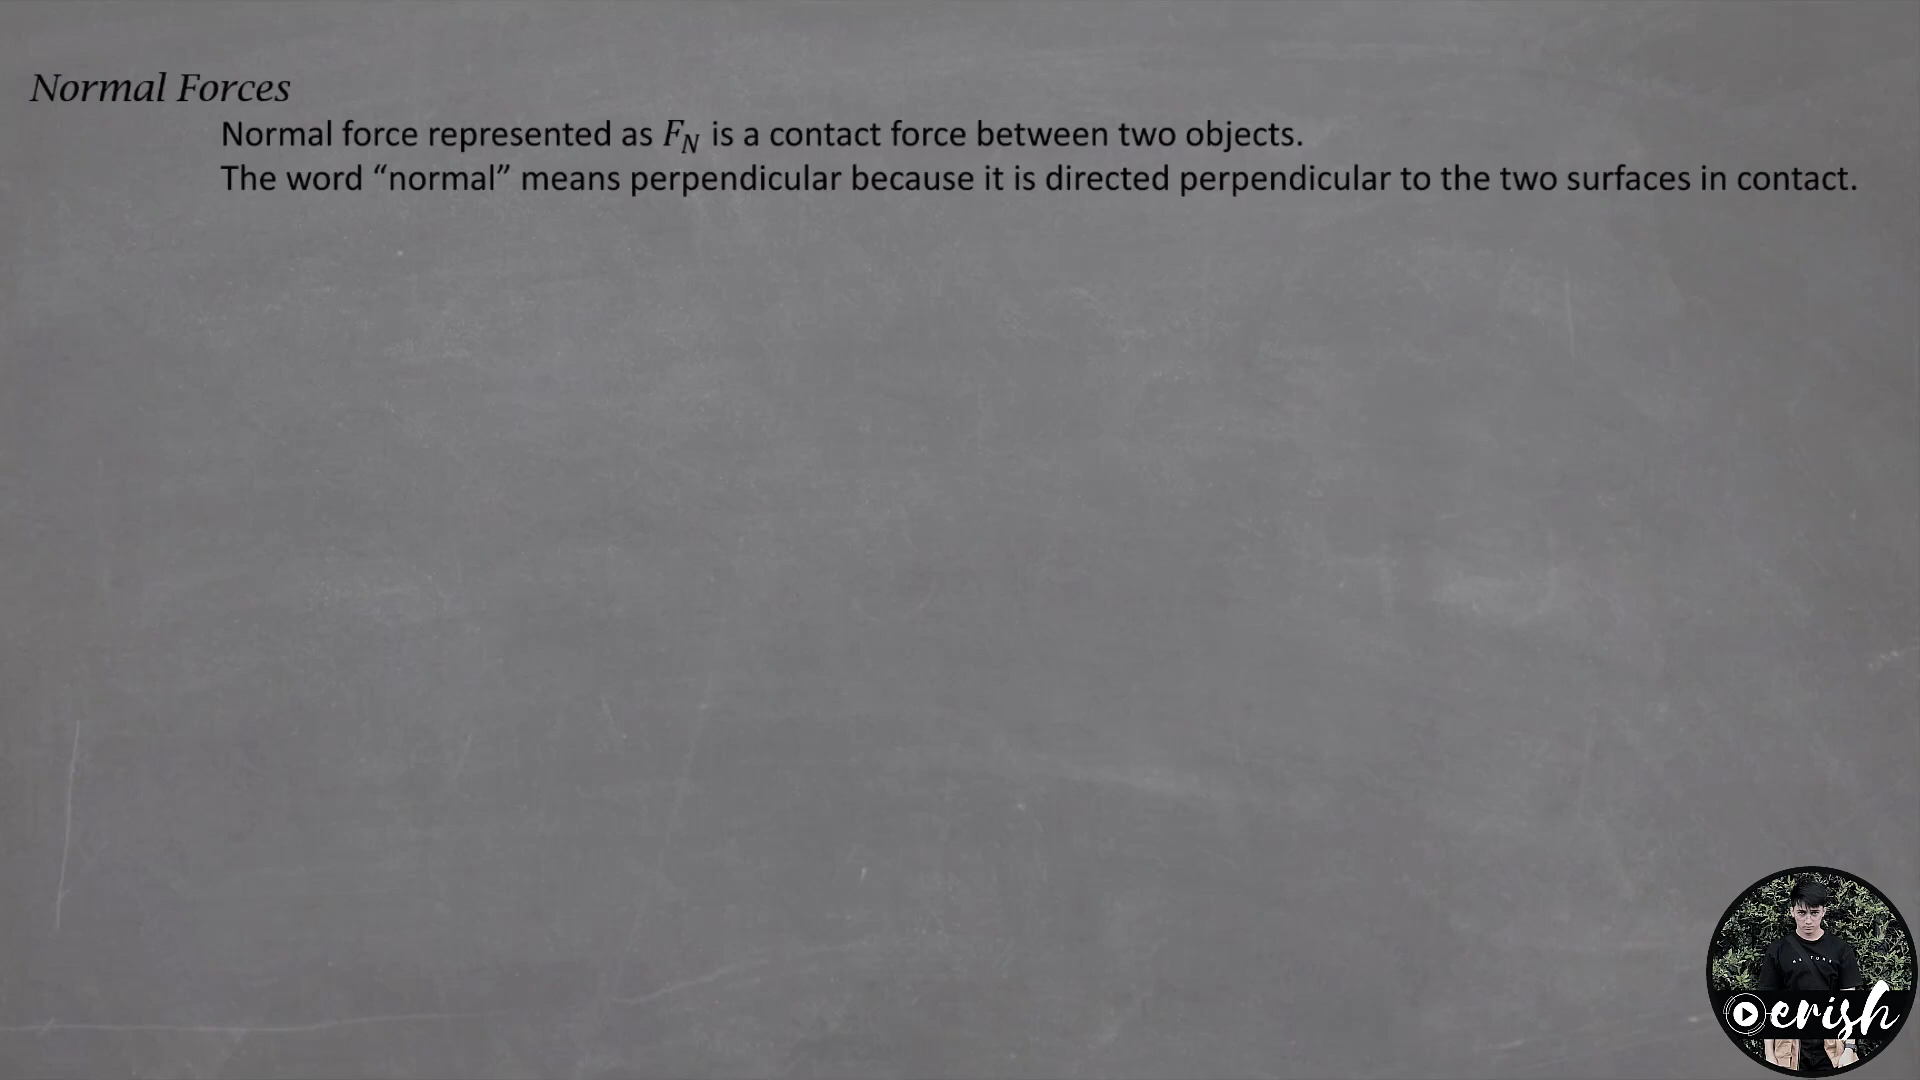 Normal Forces
Normal force represented as F_N is a contact force between two objects.
The word “normal” means perpendicular because it is directed perpendicular to the two surfaces in contact.
erish